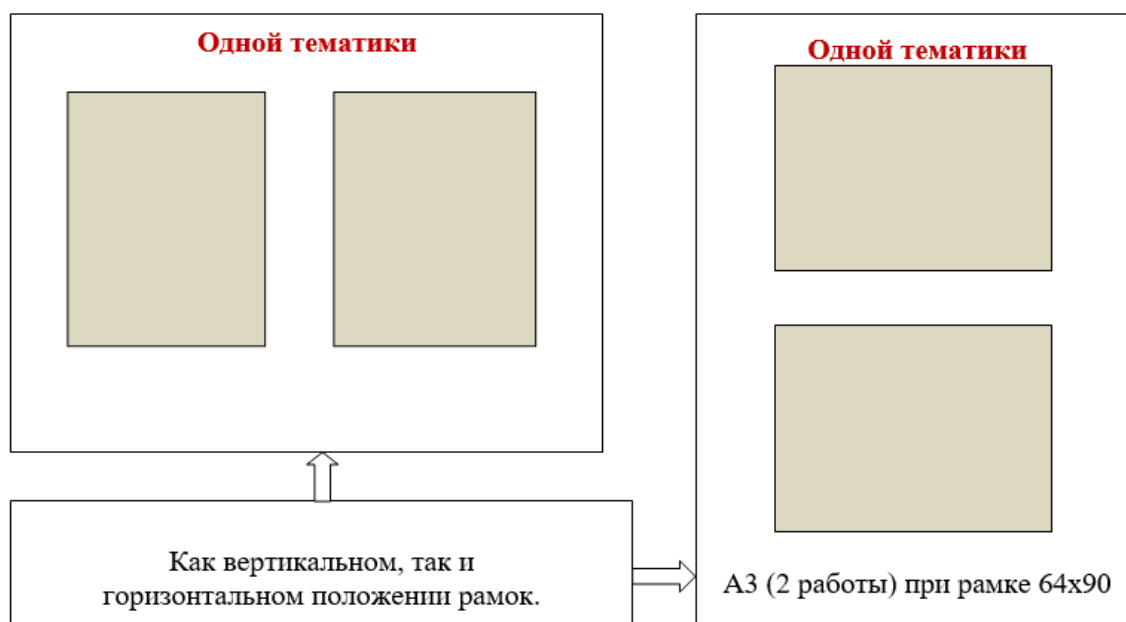 Одной тематики
Одной тематики
Как вертикальном, так и
горизонтальном положении рамок.
А3 (2 работы) при рамке 64х90